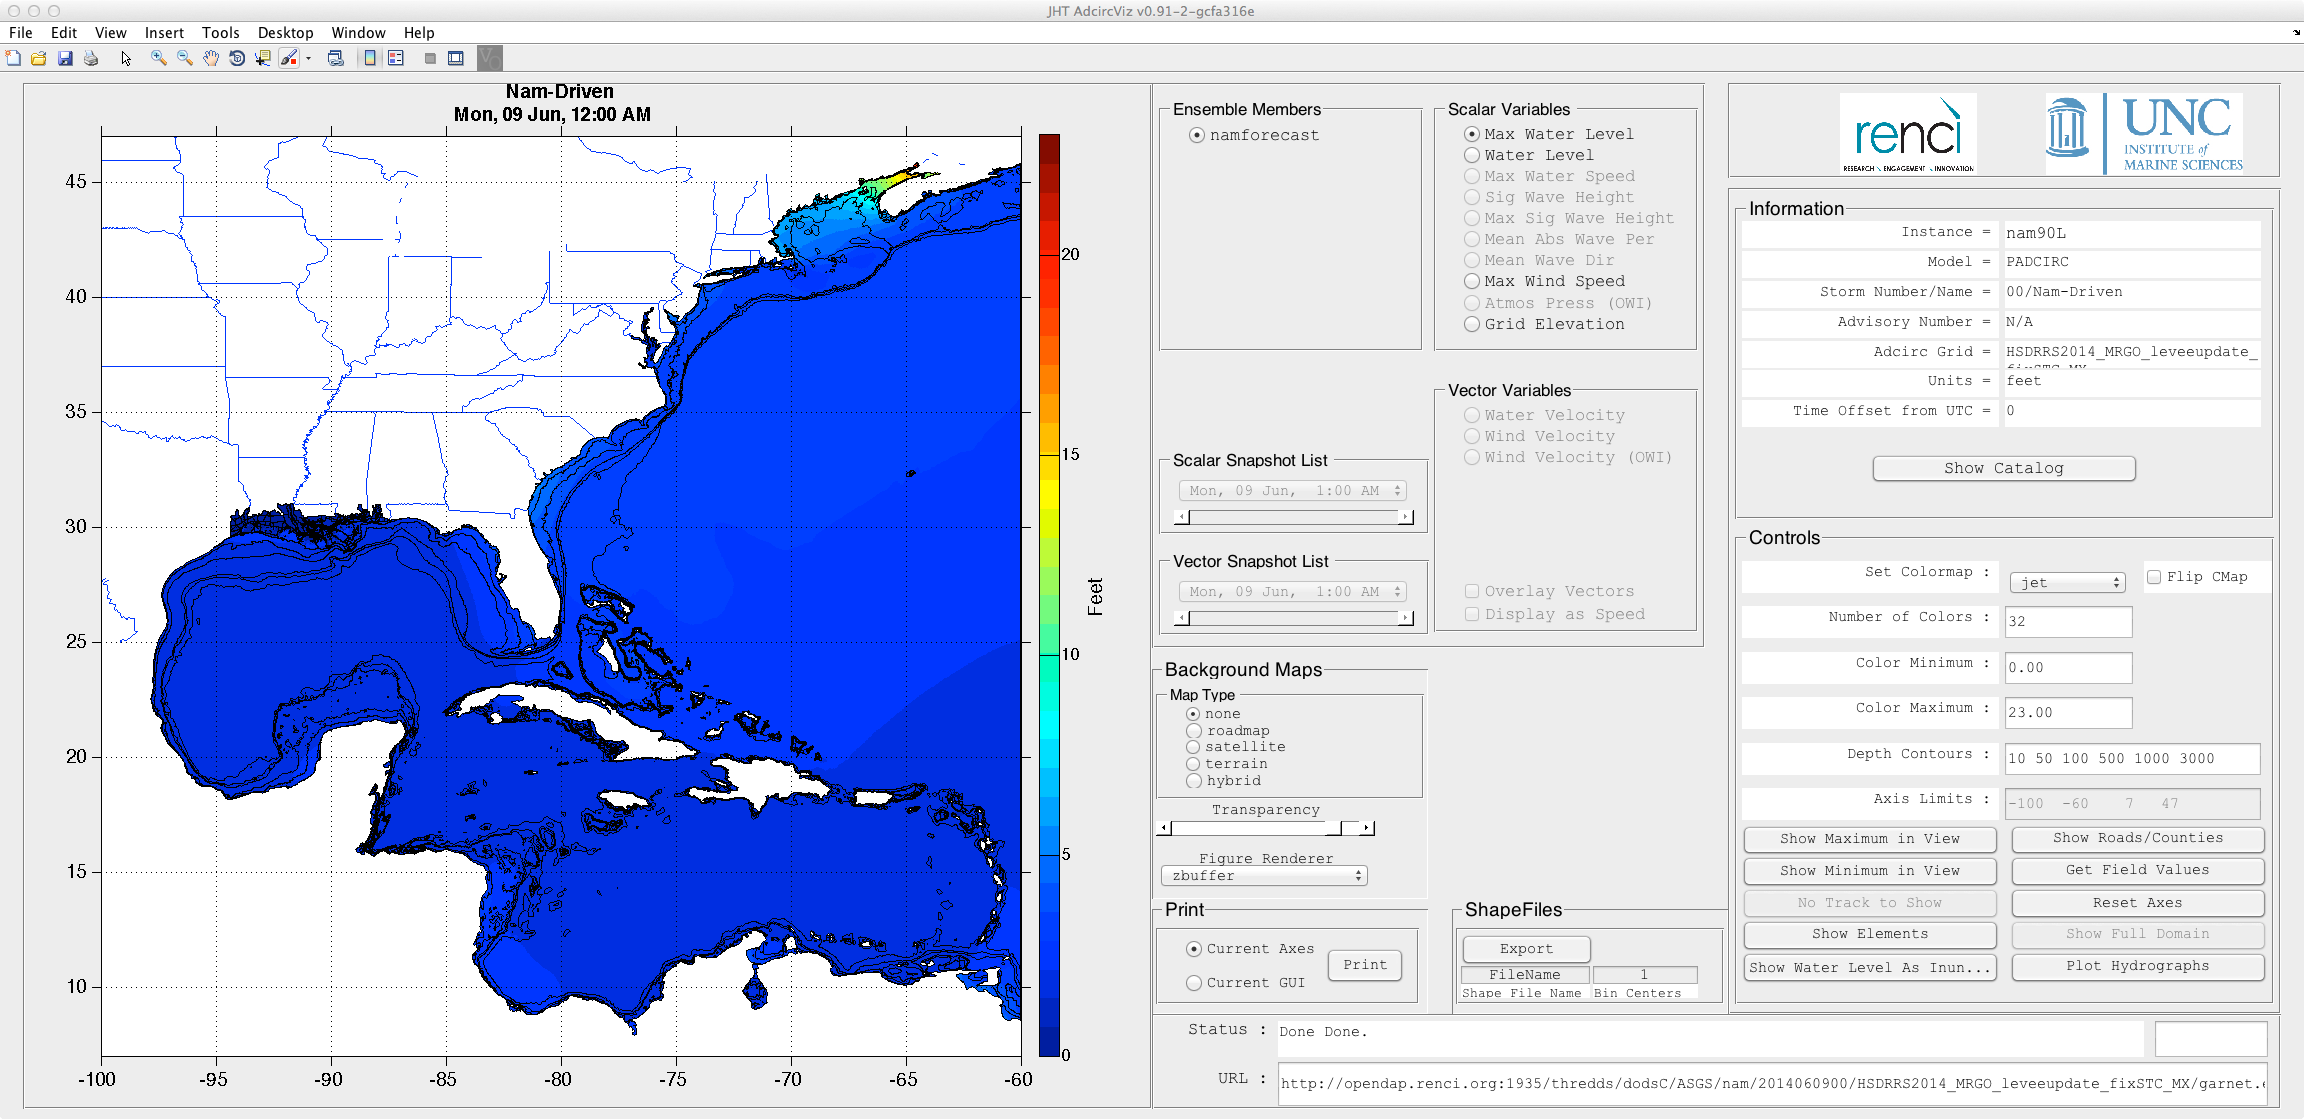 JHT AdcircViz v0.91-2-gcfa316e
File Edit View Insert Tools Desktop Window Help
Nam-Driven
Mon, 09 Jun, 12:00 AM
45
40
35
30
25
20
15
10
-100 -95 -90 -85 -80 -75 -70 -65 -60
20
15
10
5
0
Feet
Ensemble Members
namforecast
Scalar Variables
Max Water Level
Water Level
Max Water Speed
Sig Wave Height
Max Sig Wave Height
Mean Abs Wave Per
Mean Wave Dir
Max Wind Speed
Atmos Press (OWI)
Grid Elevation
Vector Variables
Water Velocity
Wind Velocity
Wind Velocity (OWI)
Overlay Vectors
Display as Speed
Scalar Snapshot List
Mon, 09 Jun, 1:00 AM
Vector Snapshot List
Mon, 09 Jun, 1:00 AM
Background Maps
Map Type
none
roadmap
satellite
terrain
hybrid
Transparency
Figure Renderer
zbuffer
Print
Current Axes
Current GUI
Print
ShapeFiles
Export
FileName 1
Shape File Name Bin Centers
renci
RESEARCH \ ENGAGEMENT \ INNOVATION
UNC
INSTITUTE of
MARINE SCIENCES
Information
Instance = nam90L
Model = PADCIRC
Storm Number/Name = 00/Nam-Driven
Advisory Number = N/A
Adcirc Grid = HSDRRS2014_MRGO_leveeupdate_
fixSTC_MX
Units = feet
Time Offset from UTC = 0
Show Catalog
Controls
Set Colormap : jet Flip CMap
Number of Colors : 32
Color Minimum : 0.00
Color Maximum : 23.00
Depth Contours : 10 50 100 500 1000 3000
Axis Limits : -100 -60 7 47
Show Maximum in View Show Roads/Counties
Show Minimum in View Get Field Values
No Track to Show Reset Axes
Show Elements Show Full Domain
Show Water Level As Inun... Plot Hydrographs
Status : Done Done.
URL : http://opendap.renci.org:1935/thredds/dodsC/ASGS/nam/2014060900/HSDRRS2014_MRGO_leveeupdate_fixSTC_MX/garnet.e